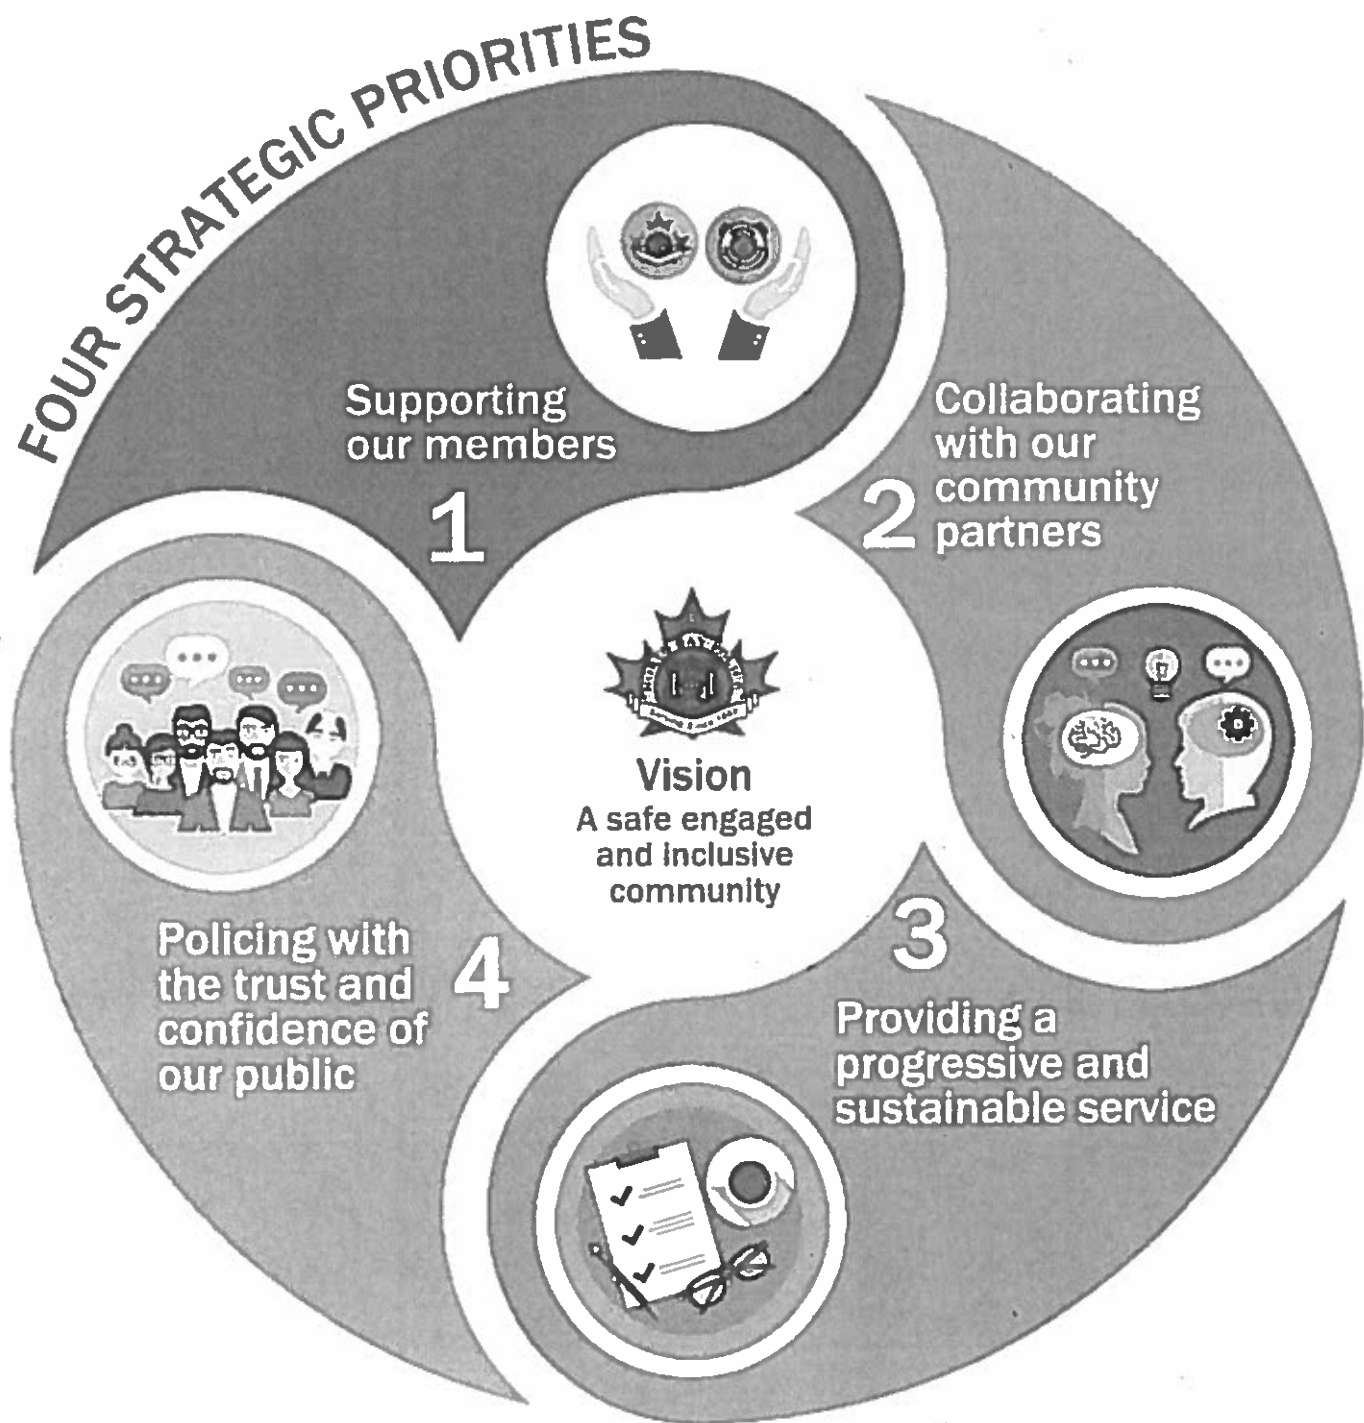 FOUR STRATEGIC PRIORITIES
Supporting
our members
1
2
Collaborating
with our
community
partners
Vision
A safe engaged
and inclusive
community
3
Providing a
progressive and
sustainable service
4
Policing with
the trust and
confidence of
our public